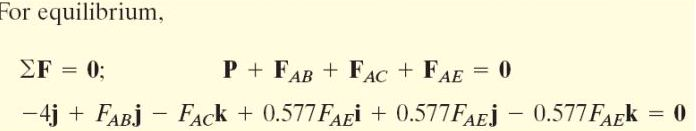 For equilibrium,
ΣF = 0; P + F_AB + F_AC + F_AE = 0
−4j + F_ABj − F_ACk + 0.577F_AEi + 0.577F_AEj − 0.577F_AEk = 0